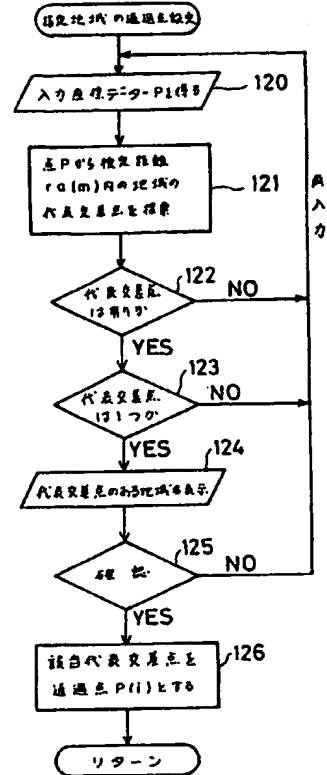 指定地域の通過点設定
入力座標データーP1得る
120
点Pから検定距離
ra(m)内の地域の
代表交差点を探索
121
再入力
122
代表交差点
は有りか
NO
YES
123
代表交差点
は1つか
NO
YES
124
代表交差点のある地域を表示
125
確認
NO
YES
該当代表交差点を
通過点P(i)とする
126
リターン